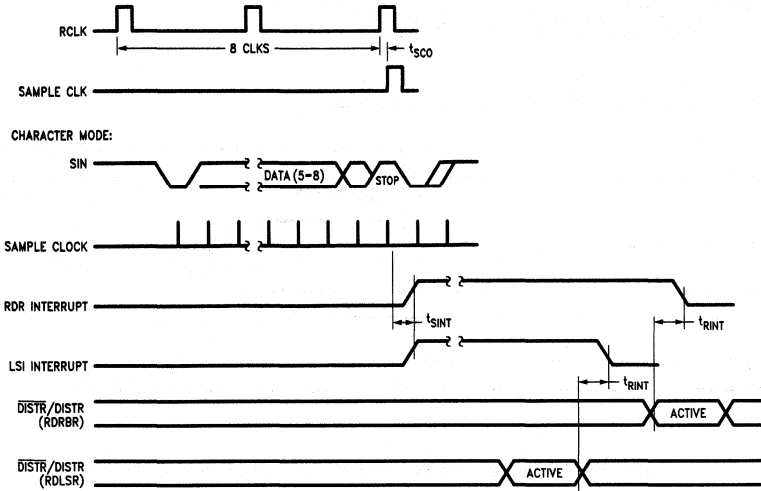 RCLK
8 CLKS
tSCO
SAMPLE CLK
CHARACTER MODE:
SIN
DATA (5-8)
STOP
SAMPLE CLOCK
RDR INTERRUPT
tSINT
tRINT
LSI INTERRUPT
tRINT
DISTR/DISTR
(RDRBR)
ACTIVE
DISTR/DISTR
(RDLSR)
ACTIVE